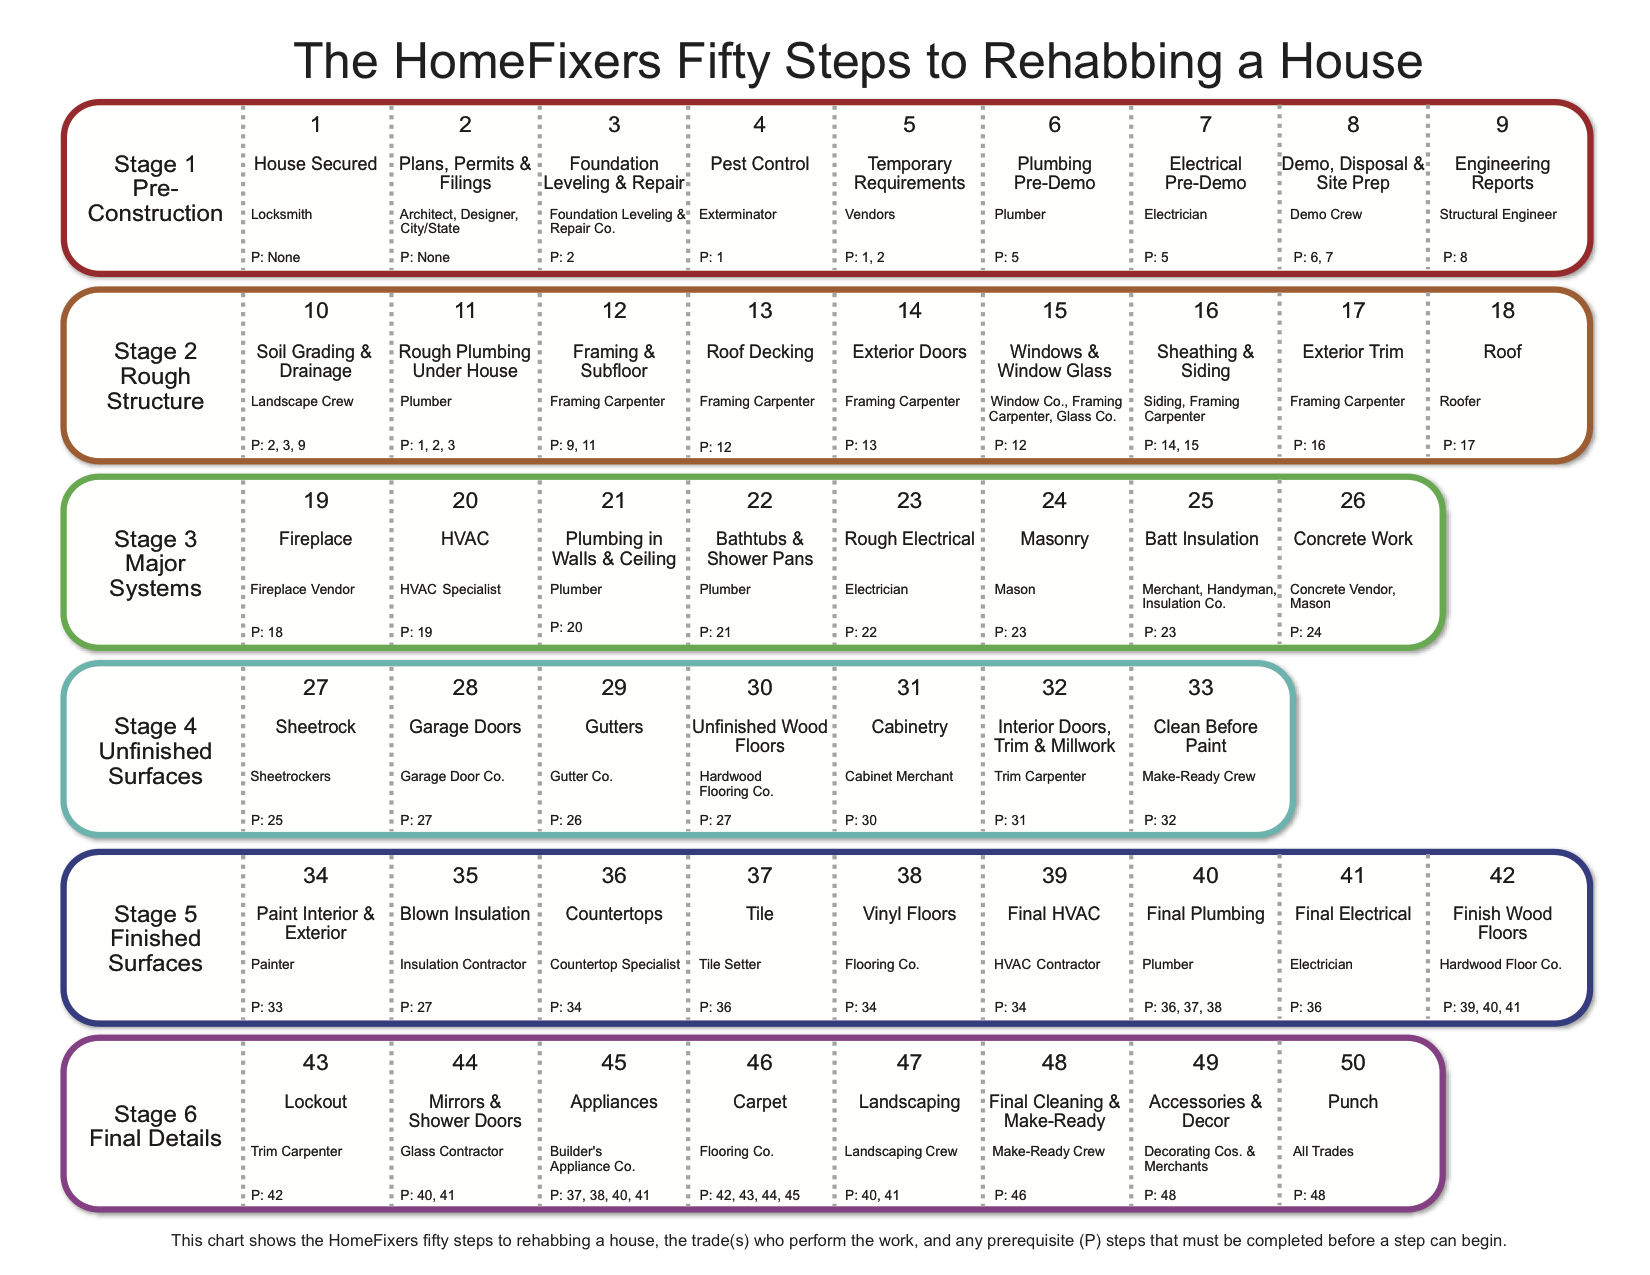 The HomeFixers Fifty Steps to Rehabbing a House
Stage 1
Pre-
Construction
1
House Secured
Locksmith
P: None
2
Plans, Permits &
Filings
Architect, Designer,
City/State
P: None
3
Foundation
Leveling & Repair
Foundation Leveling &
Repair Co.
P: 2
4
Pest Control
Exterminator
P: 1
5
Temporary
Requirements
Vendors
P: 1, 2
6
Plumbing
Pre-Demo
Plumber
P: 5
7
Electrical
Pre-Demo
Electrician
P: 5
8
Demo, Disposal &
Site Prep
Demo Crew
P: 6, 7
9
Engineering
Reports
Structural Engineer
P: 8
Stage 2
Rough
Structure
10
Soil Grading &
Drainage
Landscape Crew
P: 2, 3, 9
11
Rough Plumbing
Under House
Plumber
P: 1, 2, 3
12
Framing &
Subfloor
Framing Carpenter
P: 9, 11
13
Roof Decking
Framing Carpenter
P: 12
14
Exterior Doors
Framing Carpenter
P: 13
15
Windows &
Window Glass
Window Co., Framing
Carpenter, Glass Co.
P: 12
16
Sheathing &
Siding
Siding, Framing
Carpenter
P: 14, 15
17
Exterior Trim
Framing Carpenter
P: 16
18
Roof
Roofer
P: 17
Stage 3
Major
Systems
19
Fireplace
Fireplace Vendor
P: 18
20
HVAC
HVAC Specialist
P: 19
21
Plumbing in
Walls & Ceiling
Plumber
P: 20
22
Bathtubs &
Shower Pans
Plumber
P: 21
23
Rough Electrical
Electrician
P: 22
24
Masonry
Mason
P: 23
25
Batt Insulation
Merchant, Handyman,
Insulation Co.
P: 23
26
Concrete Work
Concrete Vendor,
Mason
P: 24
Stage 4
Unfinished
Surfaces
27
Sheetrock
Sheetrockers
P: 25
28
Garage Doors
Garage Door Co.
P: 27
29
Gutters
Gutter Co.
P: 26
30
Unfinished Wood
Floors
Hardwood
Flooring Co.
P: 27
31
Cabinetry
Cabinet Merchant
P: 30
32
Interior Doors,
Trim & Millwork
Trim Carpenter
P: 31
33
Clean Before
Paint
Make-Ready Crew
P: 32
Stage 5
Finished
Surfaces
34
Paint Interior &
Exterior
Painter
P: 33
35
Blown Insulation
Insulation Contractor
P: 27
36
Countertops
Countertop Specialist
P: 34
37
Tile
Tile Setter
P: 36
38
Vinyl Floors
Flooring Co.
P: 34
39
Final HVAC
HVAC Contractor
P: 34
40
Final Plumbing
Plumber
P: 36, 37, 38
41
Final Electrical
Electrician
P: 36
42
Finish Wood
Floors
Hardwood Floor Co.
P: 39, 40, 41
Stage 6
Final Details
43
Lockout
Trim Carpenter
P: 42
44
Mirrors &
Shower Doors
Glass Contractor
P: 40, 41
45
Appliances
Builder's
Appliance Co.
P: 37, 38, 40, 41
46
Carpet
Flooring Co.
P: 42, 43, 44, 45
47
Landscaping
Landscaping Crew
P: 40, 41
48
Final Cleaning &
Make-Ready
Make-Ready Crew
P: 46
49
Accessories &
Decor
Decorating Cos. &
Merchants
P: 48
50
Punch
All Trades
P: 48
This chart shows the HomeFixers fifty steps to rehabbing a house, the trade(s) who perform the work, and any prerequisite (P) steps that must be completed before a step can begin.